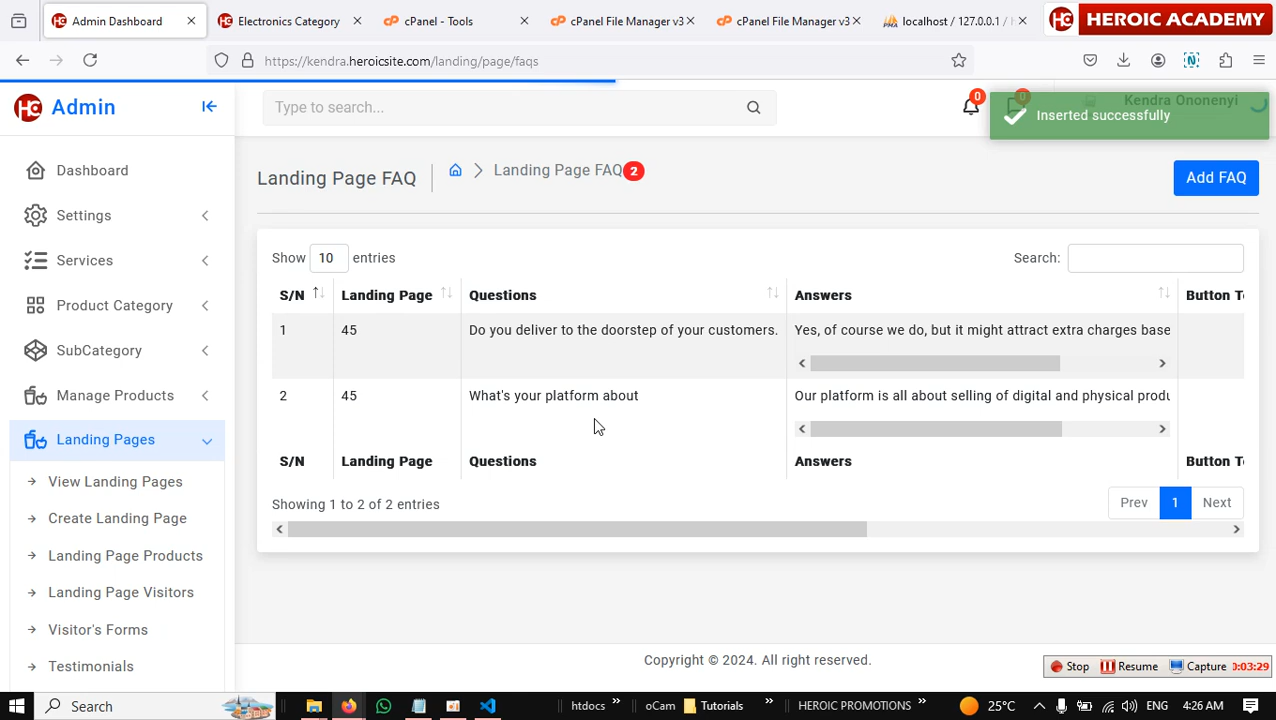 Admin Dashboard
Electronics Category
cPanel - Tools
cPanel File Manager v3
cPanel File Manager v3
localhost / 127.0.0.1 /
HEROIC ACADEMY
https://kendra.heroicsite.com/landing/page/faqs
Admin
Type to search...
0
Kendra Ononenyi
Inserted successfully
Dashboard
Settings
Services
Product Category
SubCategory
Manage Products
Landing Pages
View Landing Pages
Create Landing Page
Landing Page Products
Landing Page Visitors
Visitor's Forms
Testimonials
Landing Page FAQ
Landing Page FAQ 2
Add FAQ
Show 10 entries
Search:
S/N Landing Page Questions Answers Button T
1 45 Do you deliver to the doorstep of your customers. Yes, of course we do, but it might attract extra charges base
2 45 What's your platform about Our platform is all about selling of digital and physical produ
S/N Landing Page Questions Answers Button T
Showing 1 to 2 of 2 entries
Prev 1 Next
Copyright © 2024. All right reserved.
Stop Resume Capture 0:03:29
Search
htdocs
oCam
Tutorials
HEROIC PROMOTIONS
25°C
ENG
4:26 AM